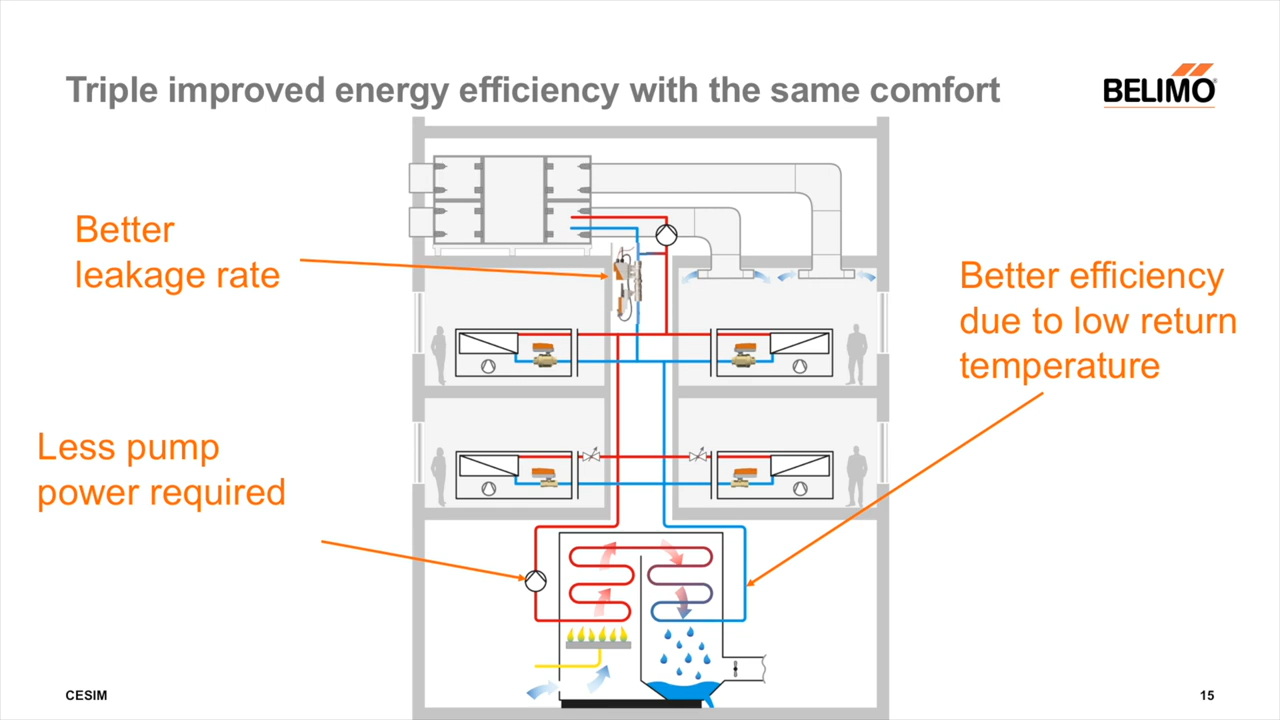 Triple improved energy efficiency with the same comfort
BELIMO
Better
leakage rate
Better efficiency
due to low return
temperature
Less pump
power required
CESIM
15